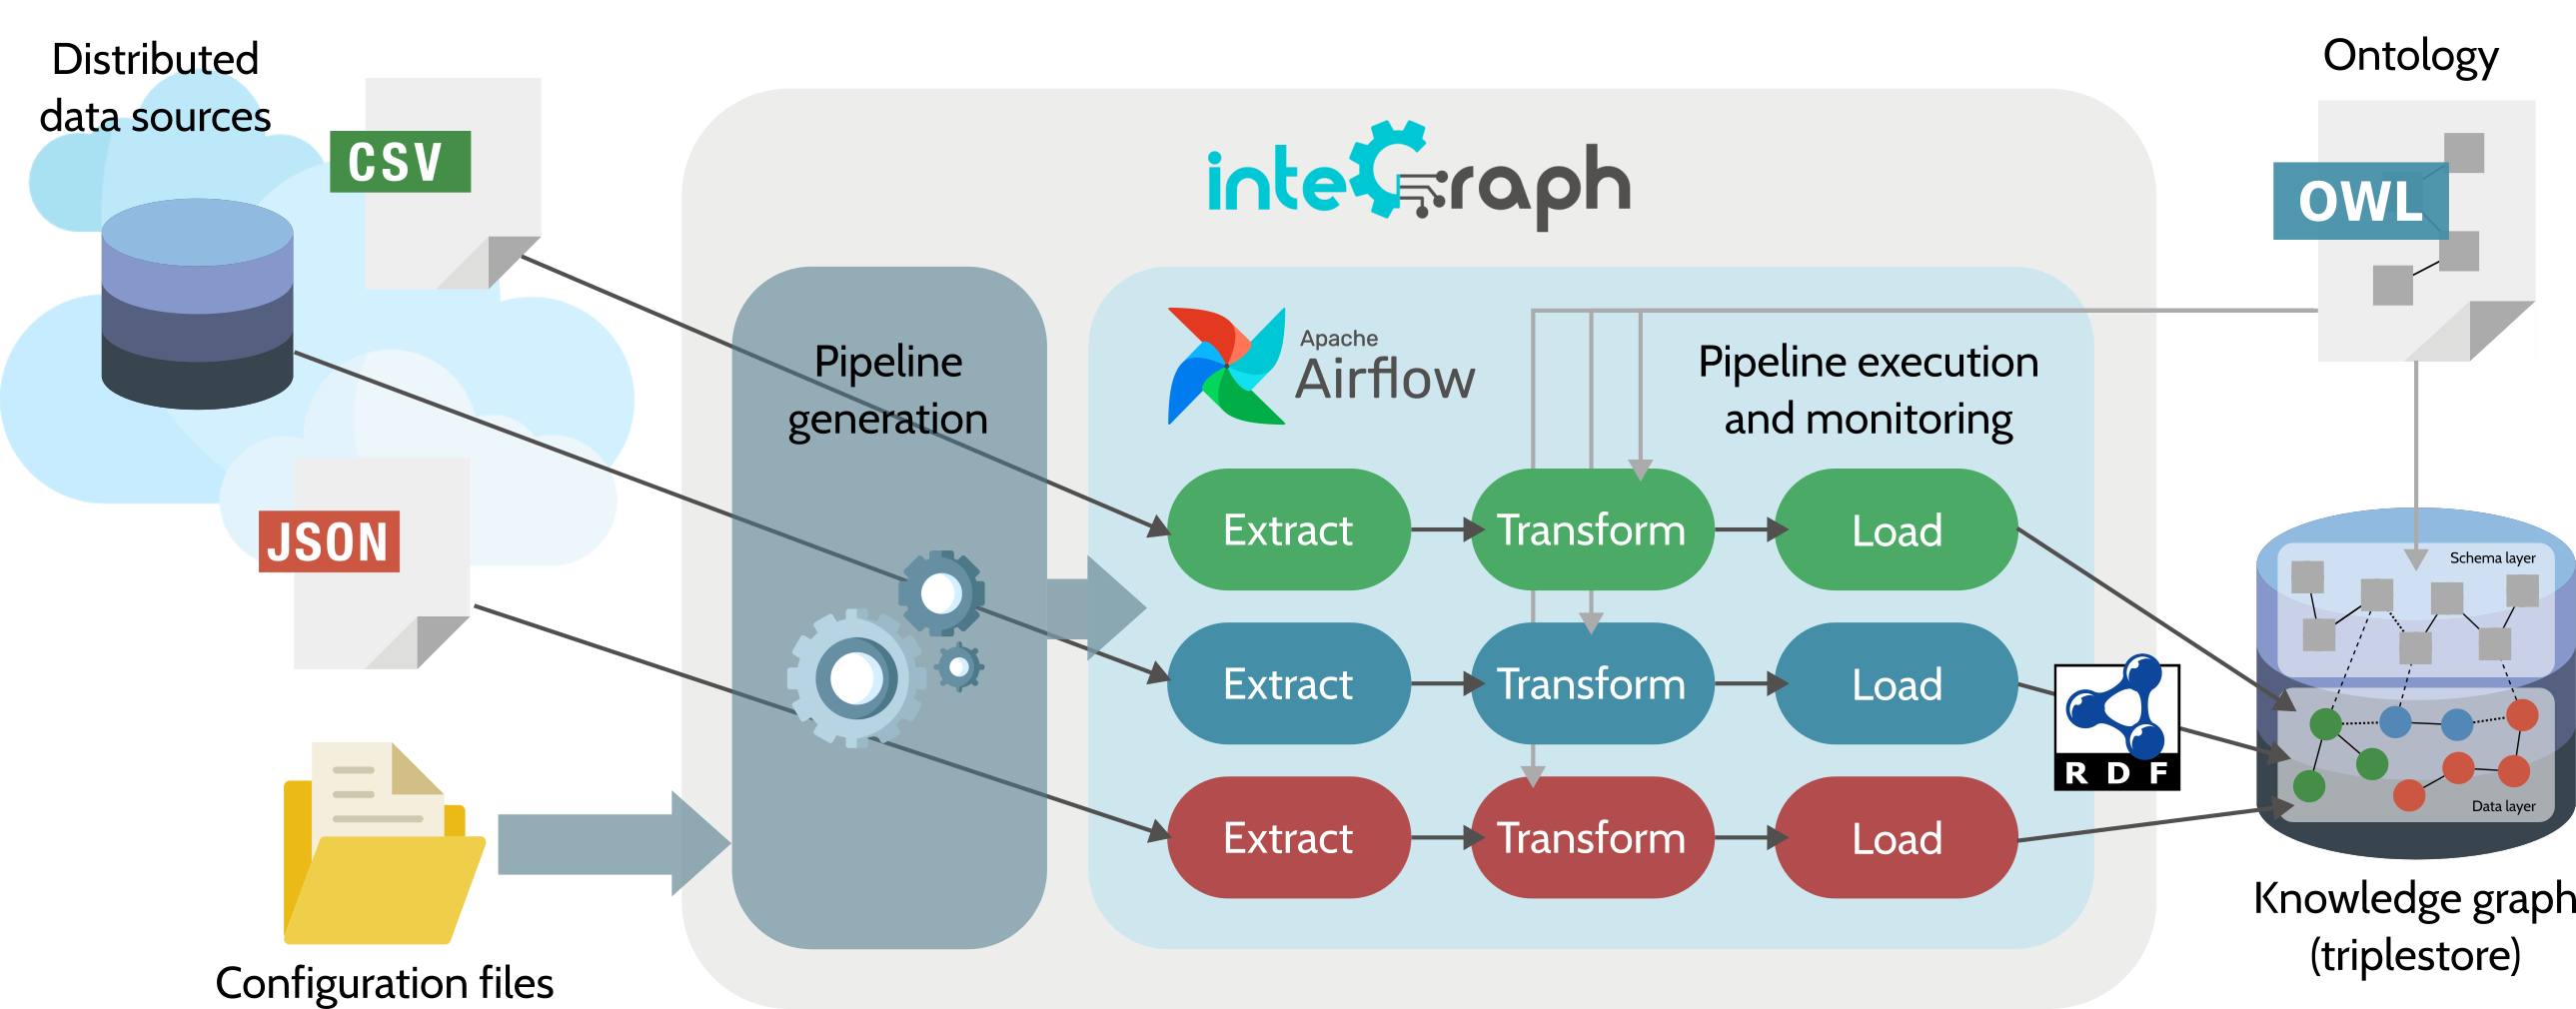 Distributed
data sources
CSV
JSON
Configuration files
inteGraph
Pipeline
generation
Apache
Airflow
Pipeline execution
and monitoring
Extract
Transform
Load
Extract
Transform
Load
Extract
Transform
Load
RDF
Ontology
OWL
Schema layer
Data layer
Knowledge graph
(triplestore)